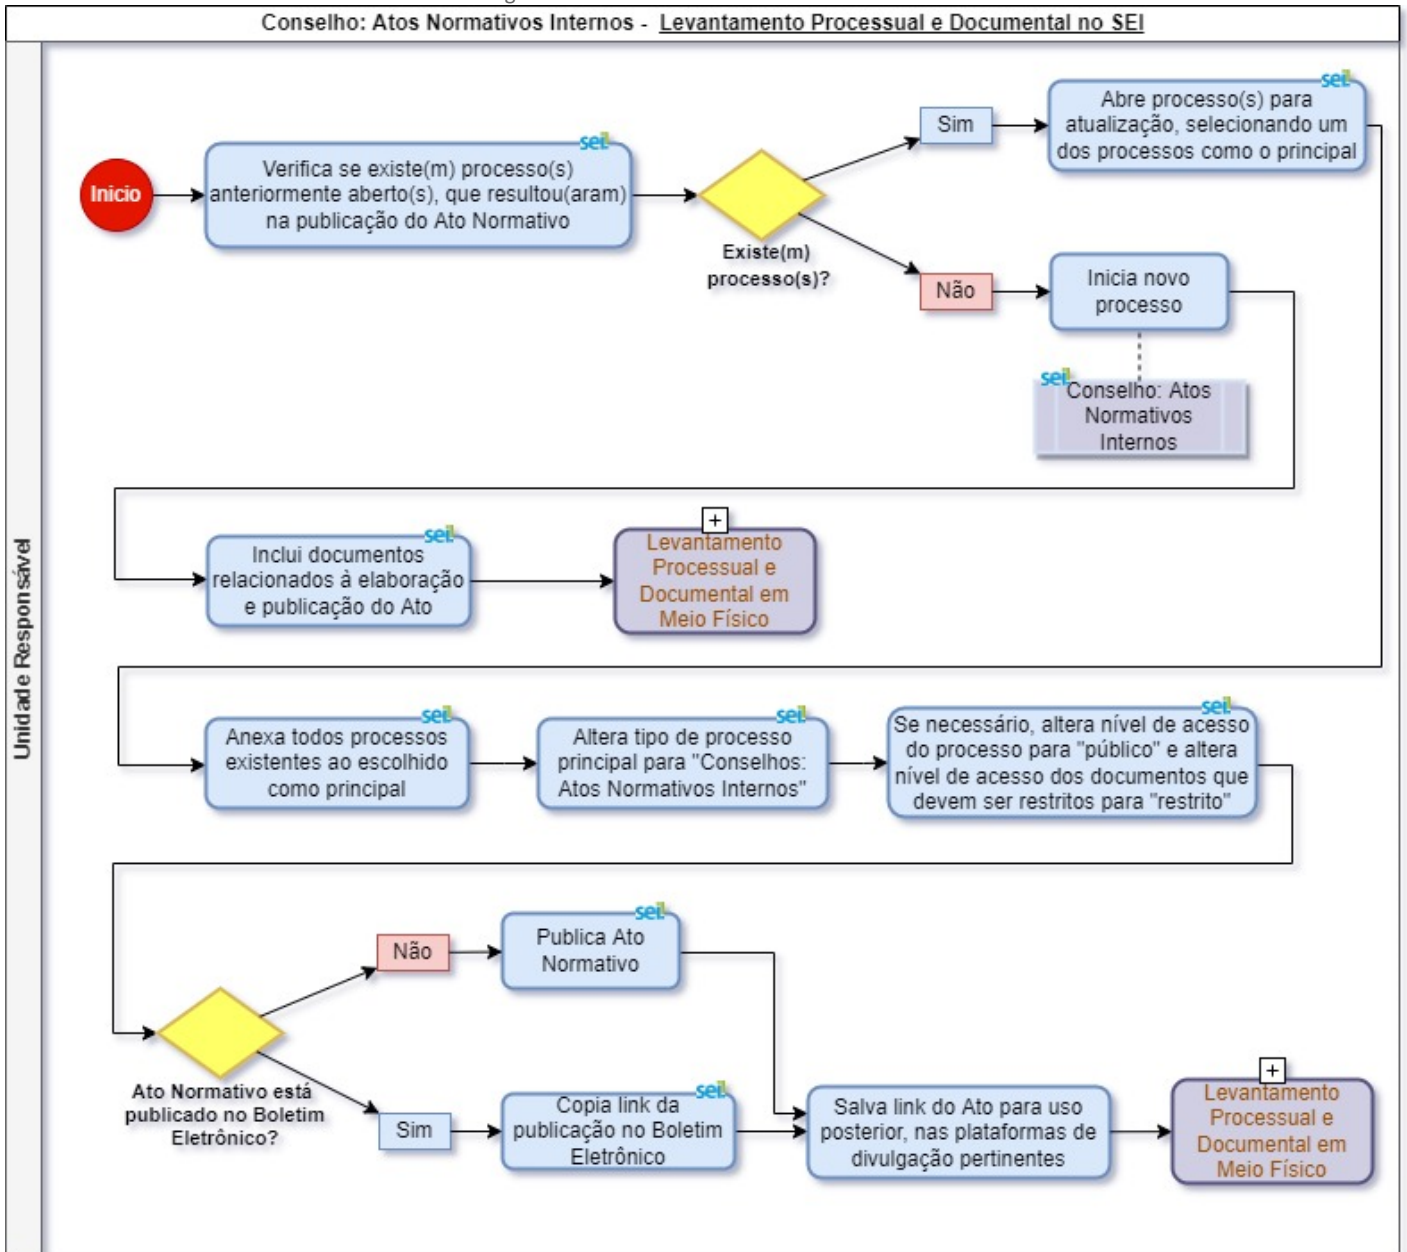 Conselho: Atos Normativos Internos - Levantamento Processual e Documental no SEI
Unidade Responsável
Inicio
sei!
Verifica se existe(m) processo(s)
anteriormente aberto(s), que resultou(aram)
na publicação do Ato Normativo
Existe(m)
processo(s)?
Sim
sei!
Abre processo(s) para
atualização, selecionando um
dos processos como o principal
Não
Inicia novo
processo
sei!
Conselho: Atos
Normativos
Internos
sei!
Inclui documentos
relacionados à elaboração
e publicação do Ato
+
Levantamento
Processual e
Documental em
Meio Físico
sei!
Anexa todos processos
existentes ao escolhido
como principal
sei!
Altera tipo de processo
principal para "Conselhos:
Atos Normativos Internos"
sei!
Se necessário, altera nível de acesso
do processo para "público" e altera
nível de acesso dos documentos que
devem ser restritos para "restrito"
Ato Normativo está
publicado no Boletim
Eletrônico?
Não
sei!
Publica Ato
Normativo
Sim
sei!
Copia link da
publicação no Boletim
Eletrônico
Salva link do Ato para uso
posterior, nas plataformas de
divulgação pertinentes
+
Levantamento
Processual e
Documental em
Meio Físico